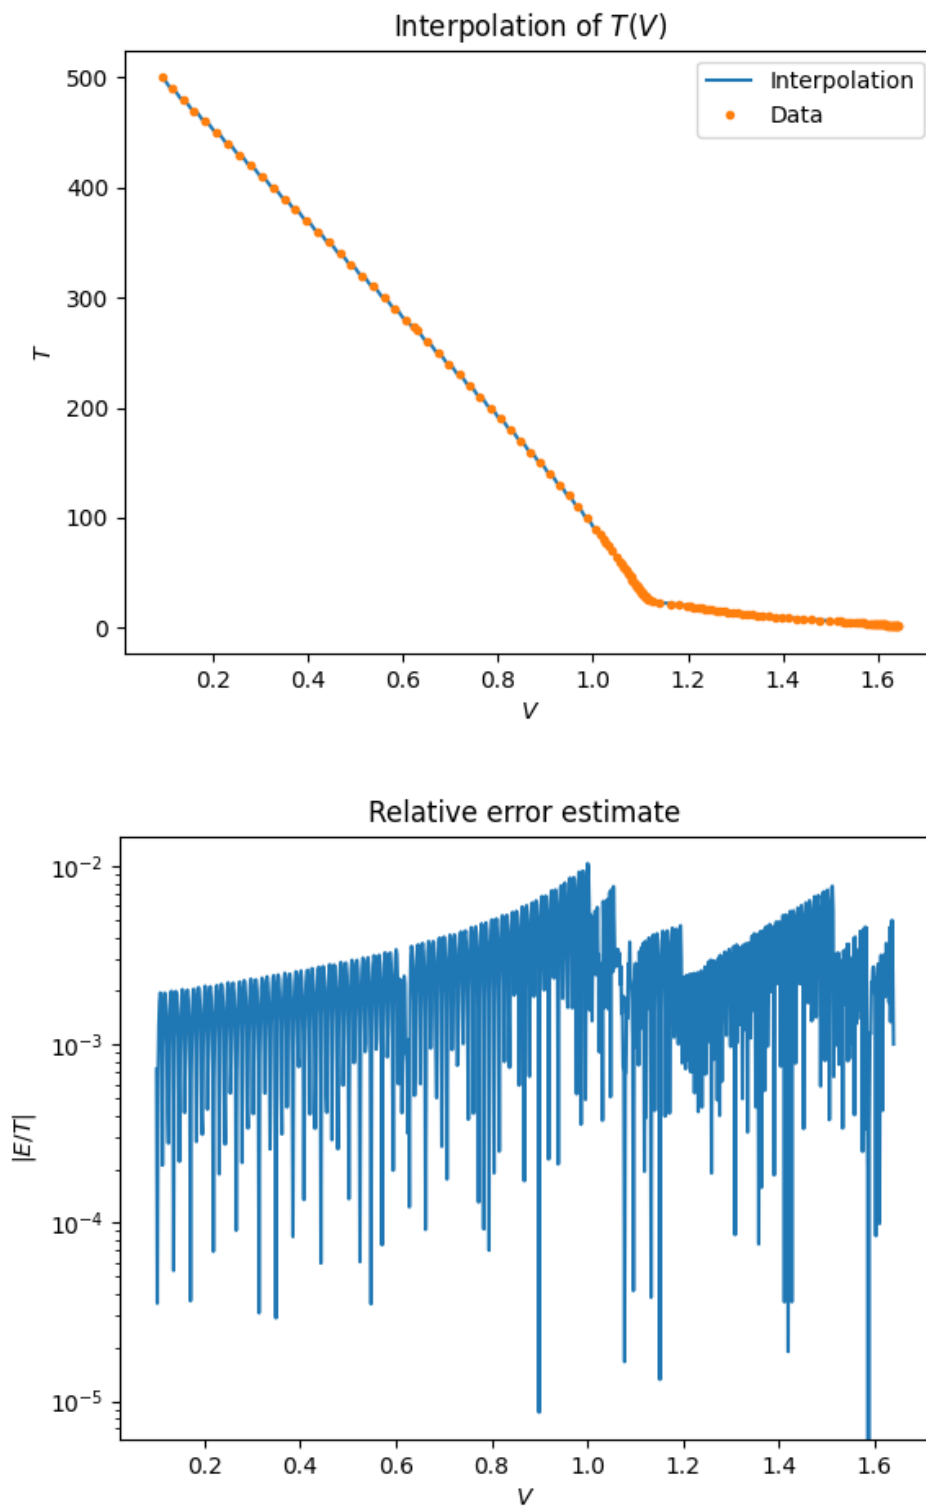 Interpolation of T(V)
500
400
300
200
100
0
T
Interpolation
Data
0.2 0.4 0.6 0.8 1.0 1.2 1.4 1.6
V
Relative error estimate
10⁻²
10⁻³
10⁻⁴
10⁻⁵
|E/T|
0.2 0.4 0.6 0.8 1.0 1.2 1.4 1.6
V